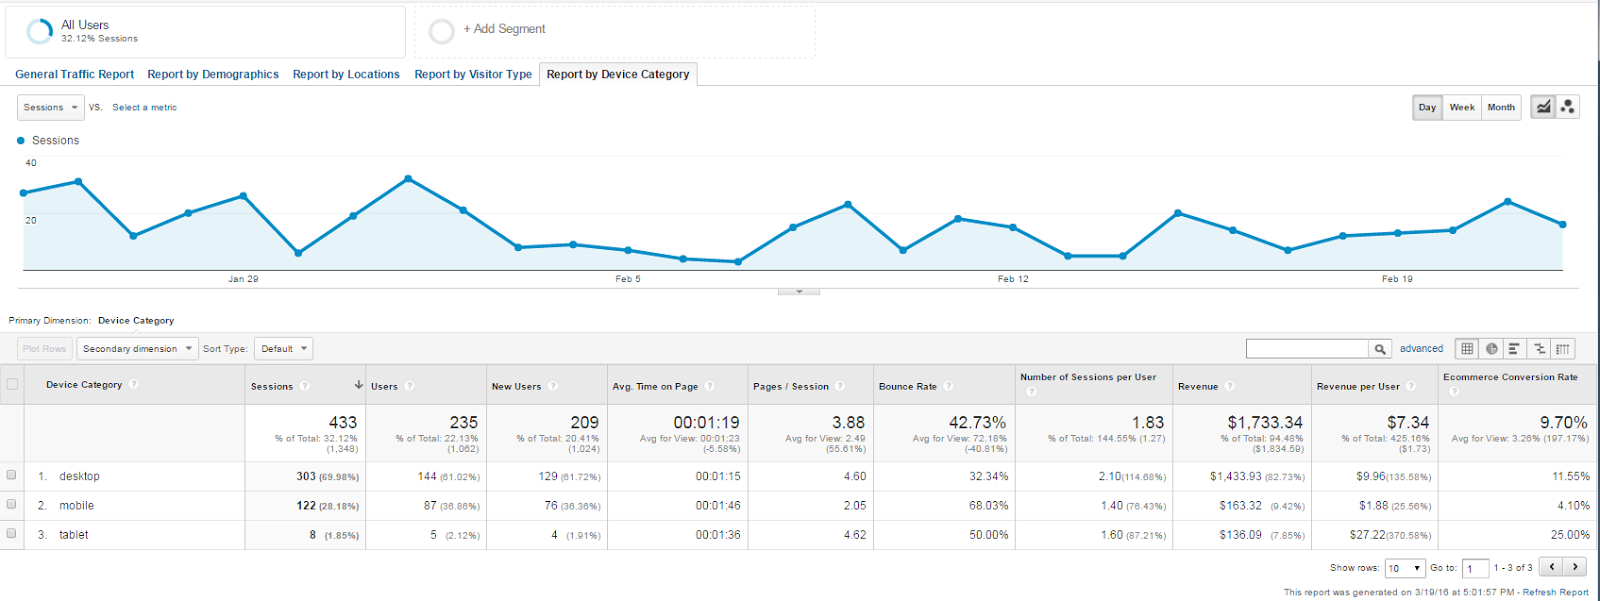 All Users
32.12% Sessions
+ Add Segment
General Traffic Report Report by Demographics Report by Locations Report by Visitor Type Report by Device Category
Sessions VS. Select a metric Day Week Month
Sessions
40
20
Jan 29 Feb 5 Feb 12 Feb 19
Primary Dimension: Device Category
Plot Rows Secondary dimension Sort Type: Default advanced
Device Category ? Sessions ? Users ? New Users ? Avg. Time on Page ? Pages / Session ? Bounce Rate ? Number of Sessions per User ? Revenue ? Revenue per User ? Ecommerce Conversion Rate ?
433 235 209 00:01:19 3.88 42.73% 1.83 $1,733.34 $7.34 9.70%
% of Total: 32.12% % of Total: 22.13% % of Total: 20.41% Avg for View: 00:01:23 Avg for View: 2.49 Avg for View: 72.18% % of Total: 144.55% (1.27) % of Total: 94.48% % of Total: 425.16% Avg for View: 3.26% (197.17%)
(1,348) (1,062) (1,024) (-5.58%) (55.61%) (-40.81%) ($1,834.59) ($1.73)
1. desktop 303 (69.98%) 144 (61.02%) 129 (61.72%) 00:01:15 4.60 32.34% 2.10(114.68%) $1,433.93 (82.73%) $9.96(135.58%) 11.55%
2. mobile 122 (28.18%) 87 (36.86%) 76 (36.36%) 00:01:46 2.05 68.03% 1.40 (76.43%) $163.32 (9.42%) $1.88 (25.56%) 4.10%
3. tablet 8 (1.85%) 5 (2.12%) 4 (1.91%) 00:01:36 4.62 50.00% 1.60 (87.21%) $136.09 (7.85%) $27.22(370.58%) 25.00%
Show rows: 10 Go to: 1 1 - 3 of 3
This report was generated on 3/19/16 at 5:01:57 PM - Refresh Report